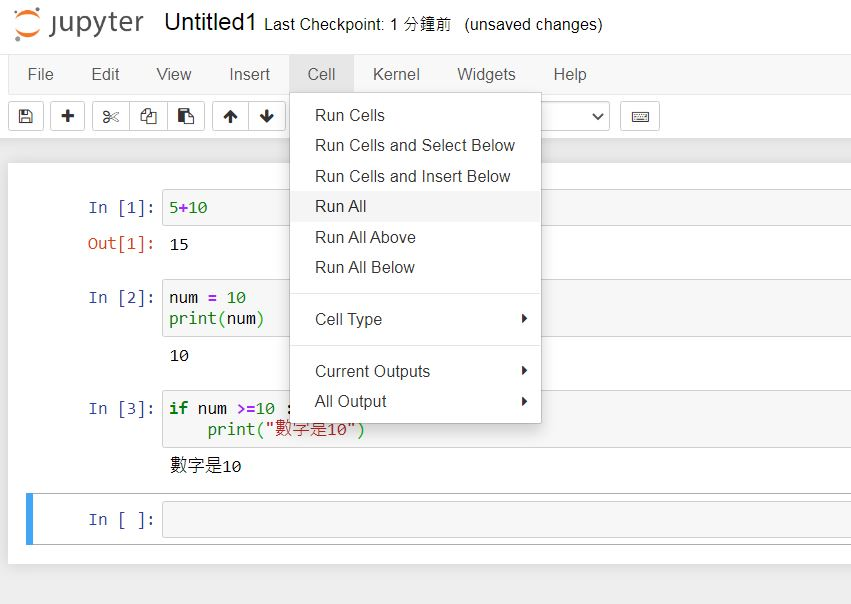 jupyter Untitled1 Last Checkpoint: 1 分鐘前 (unsaved changes)
File Edit View Insert Cell Kernel Widgets Help
Run Cells
Run Cells and Select Below
Run Cells and Insert Below
Run All
Run All Above
Run All Below
Cell Type
Current Outputs
All Output
In [1]: 5+10
Out[1]: 15
In [2]: num = 10
print(num)
10
In [3]: if num >=10 :
print("數字是10")
數字是10
In [ ]: